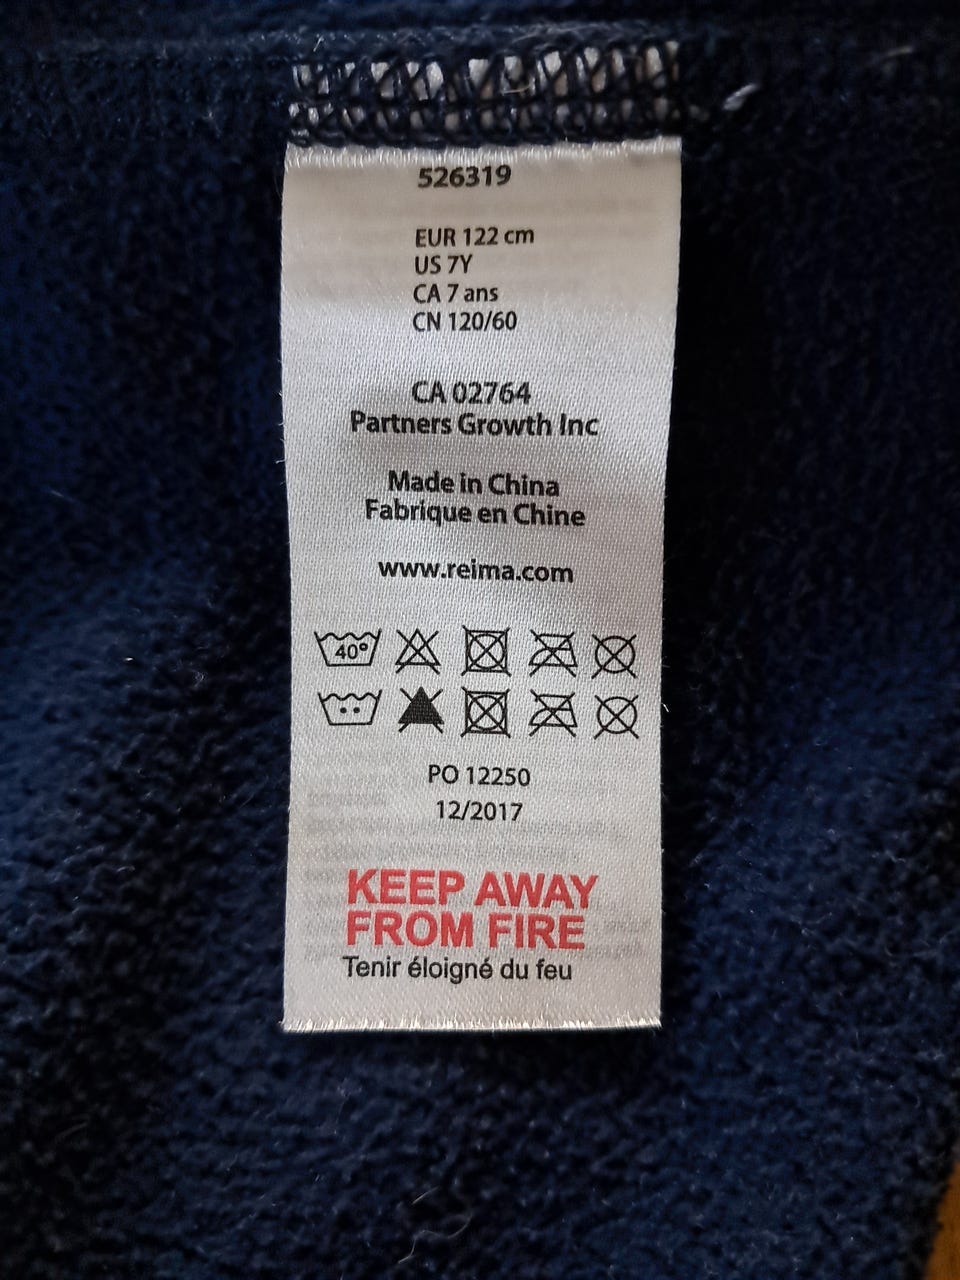 526319
EUR 122 cm
US 7Y
CA 7 ans
CN 120/60
CA 02764
Partners Growth Inc
Made in China
Fabrique en Chine
www.reima.com
40°
PO 12250
12/2017
KEEP AWAY
FROM FIRE
Tenir éloigné du feu